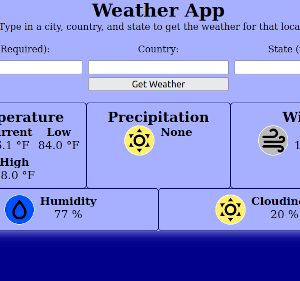 Weather App
Type in a city, country, and state to get the weather for that loca
Required):
Country:
State (
Get Weather
perature
Precipitation
Wi
rrent Low
None
.1 °F 84.0 °F
High
8.0 °F
Humidity
77 %
Cloudine
20 %